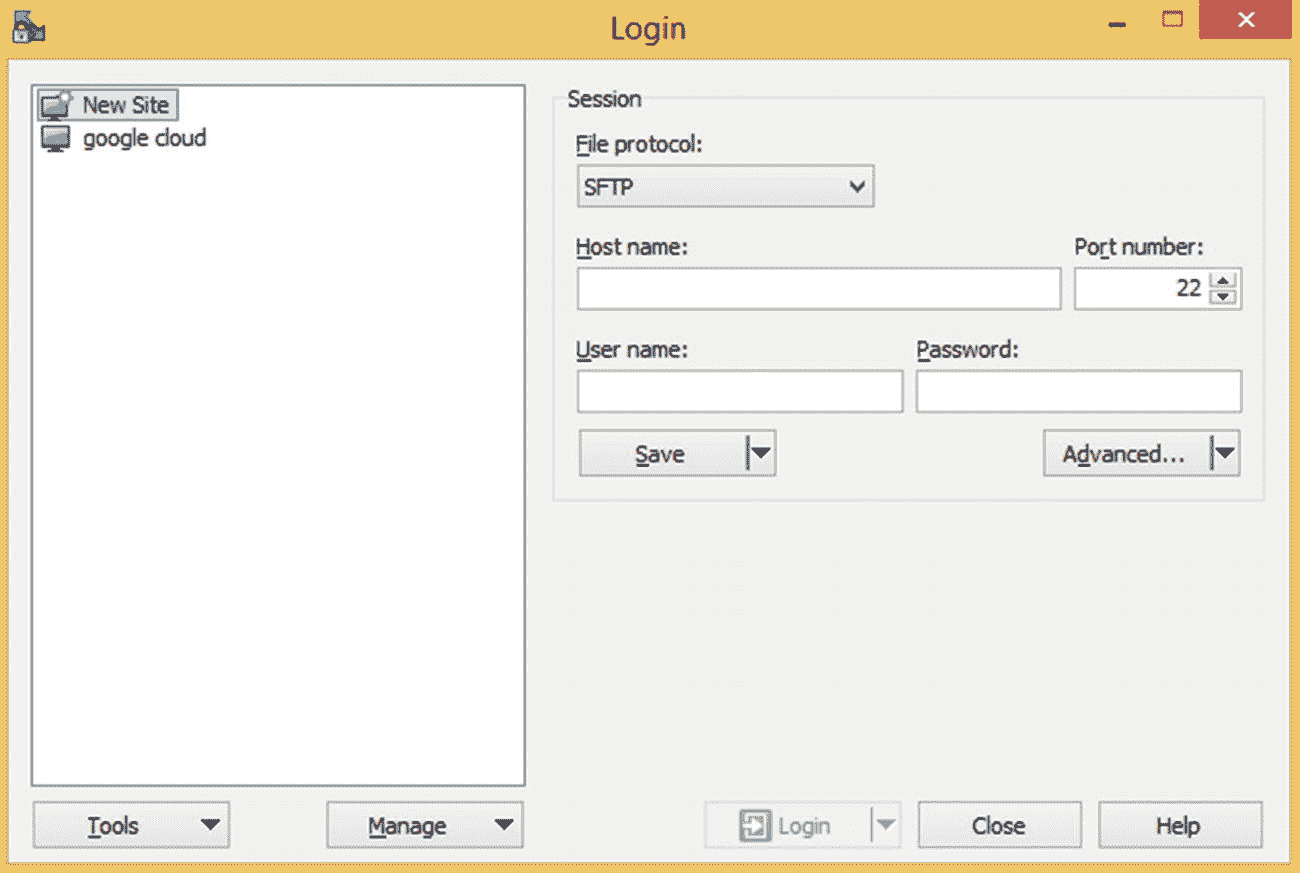 Login
New Site
google cloud
Session
File protocol:
SFTP
Host name:
Port number:
22
User name:
Password:
Save
Advanced...
Tools
Manage
Login
Close
Help